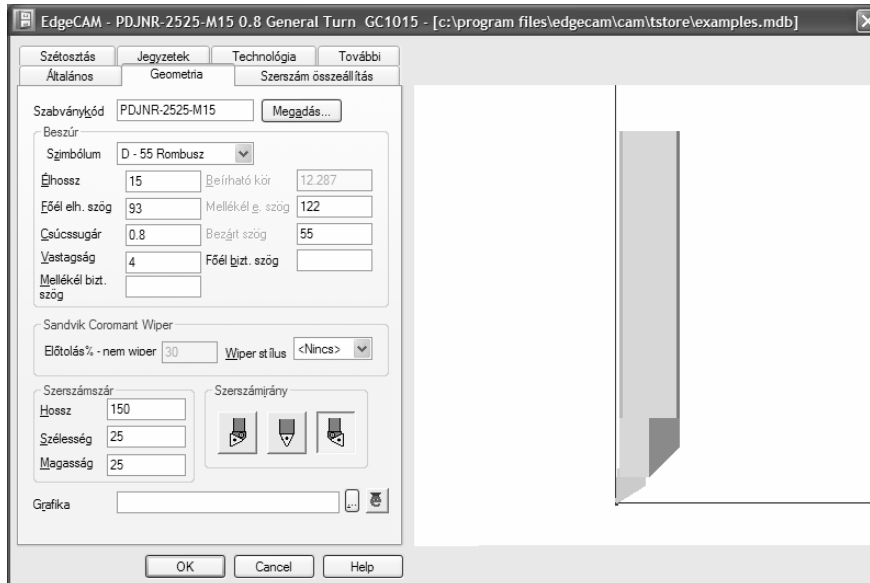 EdgeCAM - PDJNR-2525-M15 0.8 General Turn GC1015 - [c:\program files\edgecam\cam\tstore\examples.mdb]
Szétosztás Jegyzetek Technológia További
Általános Geometria Szerszám összeállítás
Szabványkód PDJNR-2525-M15 Megadás...
Beszúr
Szimbólum D - 55 Rombusz
Élhossz 15 Beírható kör 12.287
Főél elh. szög 93 Mellékél e. szög 122
Csúcssugár 0.8 Bezárt szög 55
Vastagság 4 Főél bizt. szög
Mellékél bizt.
szög
Sandvik Coromant Wiper
Előtolás% - nem wiper 30 Wiper stílus <Nincs>
Szerszámszár Szerszámirány
Hossz 150
Szélesség 25
Magasság 25
Grafika ...
OK Cancel Help